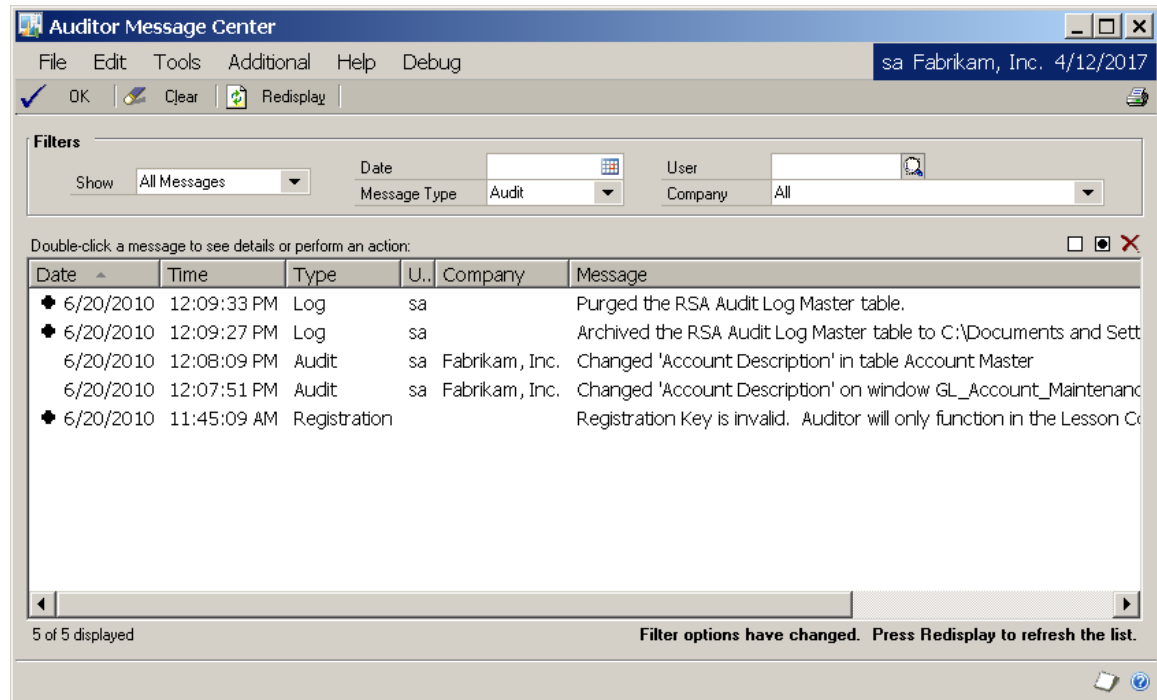 Auditor Message Center
File Edit Tools Additional Help Debug sa Fabrikam, Inc. 4/12/2017
OK Clear Redisplay
Filters
Show All Messages Date User
Message Type Audit Company All
Double-click a message to see details or perform an action:
Date Time Type U.. Company Message
6/20/2010 12:09:33 PM Log sa Purged the RSA Audit Log Master table.
6/20/2010 12:09:27 PM Log sa Archived the RSA Audit Log Master table to C:\Documents and Sett
6/20/2010 12:08:09 PM Audit sa Fabrikam, Inc. Changed 'Account Description' in table Account Master
6/20/2010 12:07:51 PM Audit sa Fabrikam, Inc. Changed 'Account Description' on window GL_Account_Maintenanc
6/20/2010 11:45:09 AM Registration Registration Key is invalid. Auditor will only function in the Lesson Co
5 of 5 displayed Filter options have changed. Press Redisplay to refresh the list.